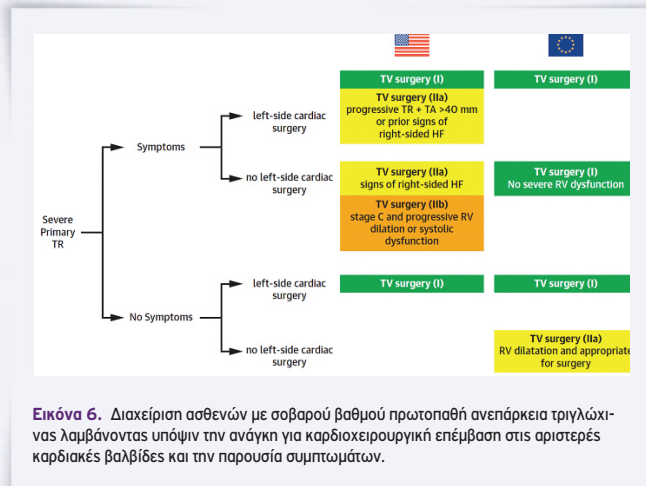 TV surgery (I)
TV surgery (I)
TV surgery (IIa)
progressive TR + TA >40 mm
or prior signs of
right-sided HF
left-side cardiac
surgery
Symptoms
no left-side cardiac
surgery
TV surgery (IIa)
signs of right-sided HF
TV surgery (I)
No severe RV dysfunction
TV surgery (IIb)
stage C and progressive RV
dilation or systolic
dysfunction
Severe
Primary
TR
left-side cardiac
surgery
TV surgery (I)
TV surgery (I)
No Symptoms
no left-side cardiac
surgery
TV surgery (IIa)
RV dilatation and appropriate
for surgery
Εικόνα 6. Διαχείριση ασθενών με σοβαρού βαθμού πρωτοπαθή ανεπάρκεια τριγλώχι-
νας λαμβάνοντας υπόψιν την ανάγκη για καρδιοχειρουργική επέμβαση στις αριστερές
καρδιακές βαλβίδες και την παρουσία συμπτωμάτων.